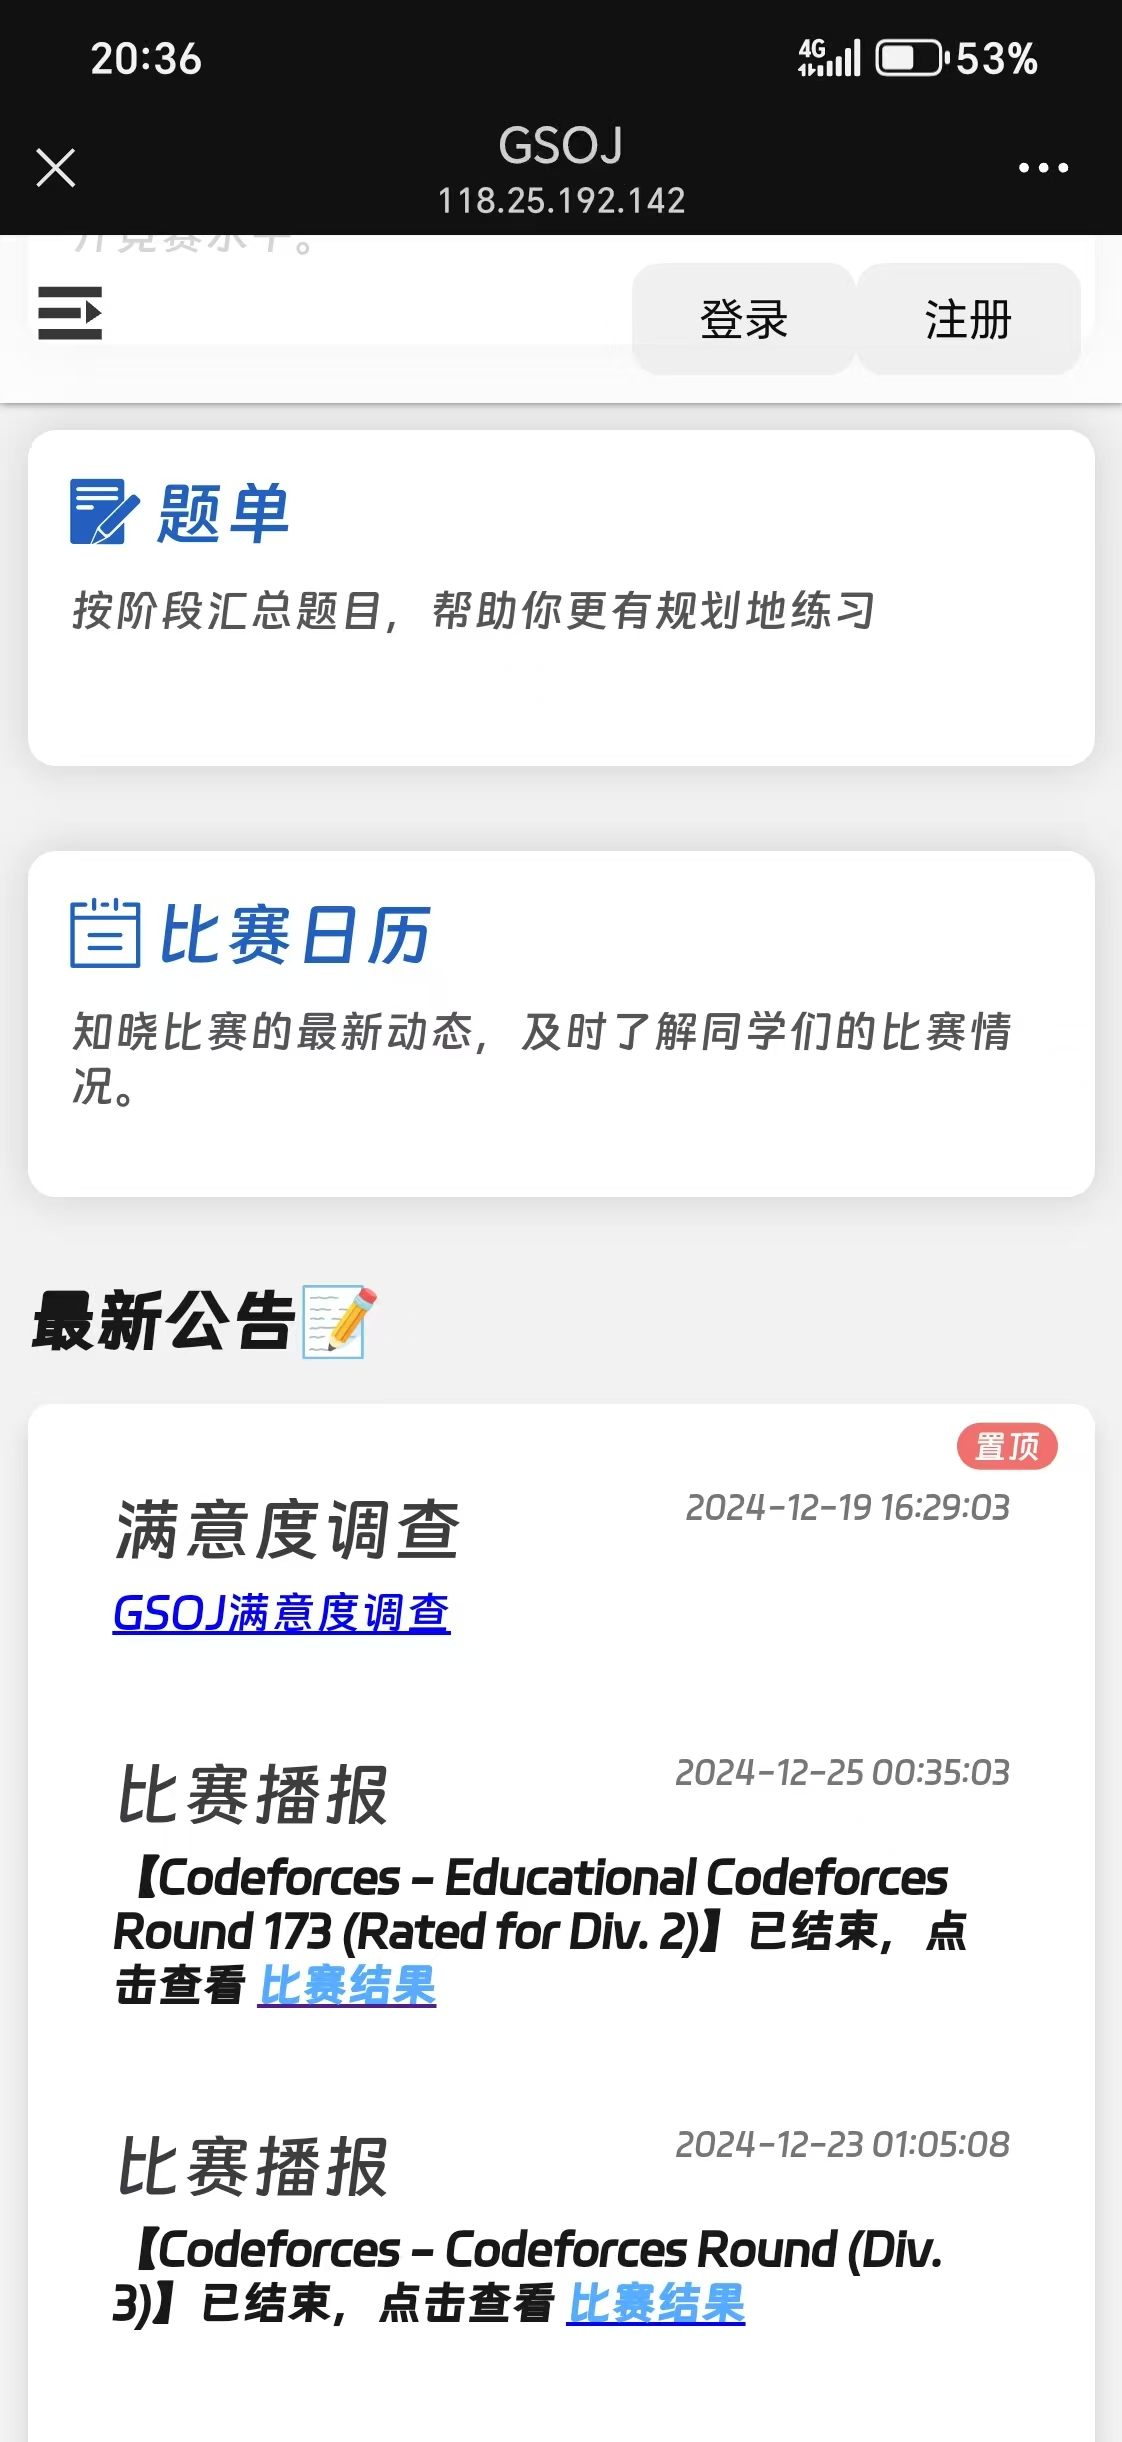 20:36
4G
53%
GSOJ
118.25.192.142
升竞赛水平。
登录
注册
题单
按阶段汇总题目，帮助你更有规划地练习
比赛日历
知晓比赛的最新动态，及时了解同学们的比赛情
况。
最新公告📝
置顶
满意度调查
2024-12-19 16:29:03
GSOJ满意度调查
比赛播报
2024-12-25 00:35:03
【Codeforces - Educational Codeforces
Round 173 (Rated for Div. 2)】已结束，点
击查看 比赛结果
比赛播报
2024-12-23 01:05:08
【Codeforces - Codeforces Round (Div.
3)】已结束，点击查看 比赛结果